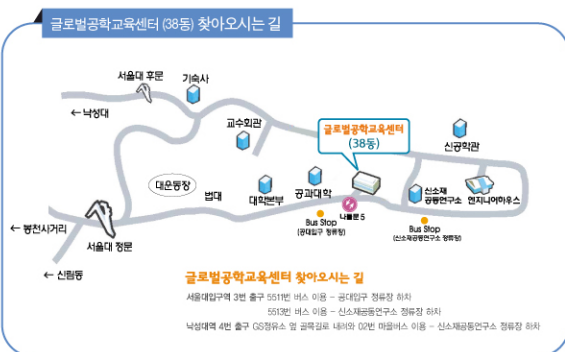 글로벌공학교육센터 (38동) 찾아오시는 길
서울대 후문
기숙사
← 낙성대
교수회관
글로벌공학교육센터
(38동)
신공학관
대운동장
법대
대학본부
공과대학
나들문 5
신소재
공동연구소
엔지니어하우스
← 봉천사거리
서울대 정문
Bus Stop
(공대입구 정류장)
Bus Stop
(신소재공동연구소 정류장)
← 신림동
글로벌공학교육센터 찾아오시는 길
서울대입구역 3번 출구 5511번 버스 이용 - 공대입구 정류장 하차
5513번 버스 이용 - 신소재공동연구소 정류장 하차
낙성대역 4번 출구 GS정유소 옆 골목길로 내려와 02번 마을버스 이용 - 신소재공동연구소 정류장 하차